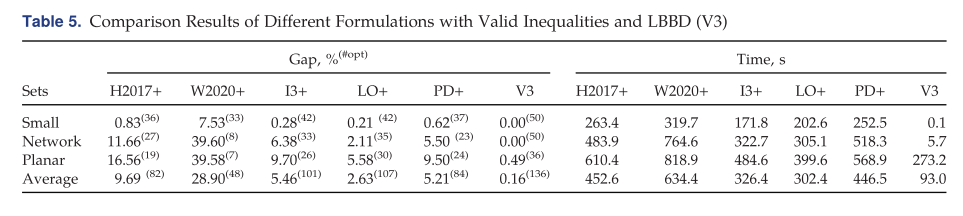 Table 5. Comparison Results of Different Formulations with Valid Inequalities and LBBD (V3)
Gap, %(#opt) Time, s
Sets H2017+ W2020+ I3+ LO+ PD+ V3 H2017+ W2020+ I3+ LO+ PD+ V3
Small 0.83(36) 7.53(33) 0.28(42) 0.21 (42) 0.62(37) 0.00(50) 263.4 319.7 171.8 202.6 252.5 0.1
Network 11.66(27) 39.60(8) 6.38(33) 2.11(35) 5.50 (23) 0.00(50) 483.9 764.6 322.7 305.1 518.3 5.7
Planar 16.56(19) 39.58(7) 9.70(26) 5.58(30) 9.50(24) 0.49(36) 610.4 818.9 484.6 399.6 568.9 273.2
Average 9.69 (82) 28.90(48) 5.46(101) 2.63(107) 5.21(84) 0.16(136) 452.6 634.4 326.4 302.4 446.5 93.0